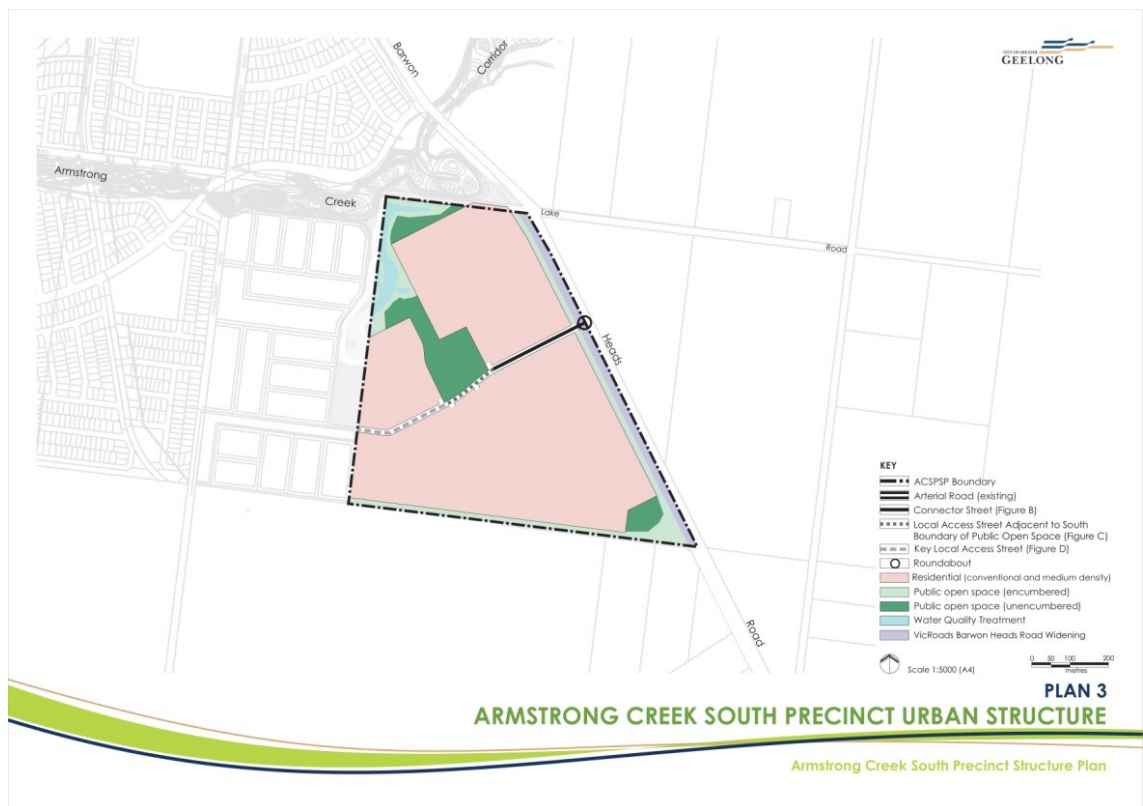 CITY OF GREATER
GEELONG
Barwon
Corridor
Armstrong
Creek
Lake
Road
Heads
Road
KEY
ACSPSP Boundary
Arterial Road (existing)
Connector Street (Figure B)
Local Access Street Adjacent to South
Boundary of Public Open Space (Figure C)
Key Local Access Street (Figure D)
Roundabout
Residential (conventional and medium density)
Public open space (encumbered)
Public open space (unencumbered)
Water Quality Treatment
VicRoads Barwon Heads Road Widening
Scale 1:5000 (A4)
0 50 100 200
metres
PLAN 3
ARMSTRONG CREEK SOUTH PRECINCT URBAN STRUCTURE
Armstrong Creek South Precinct Structure Plan